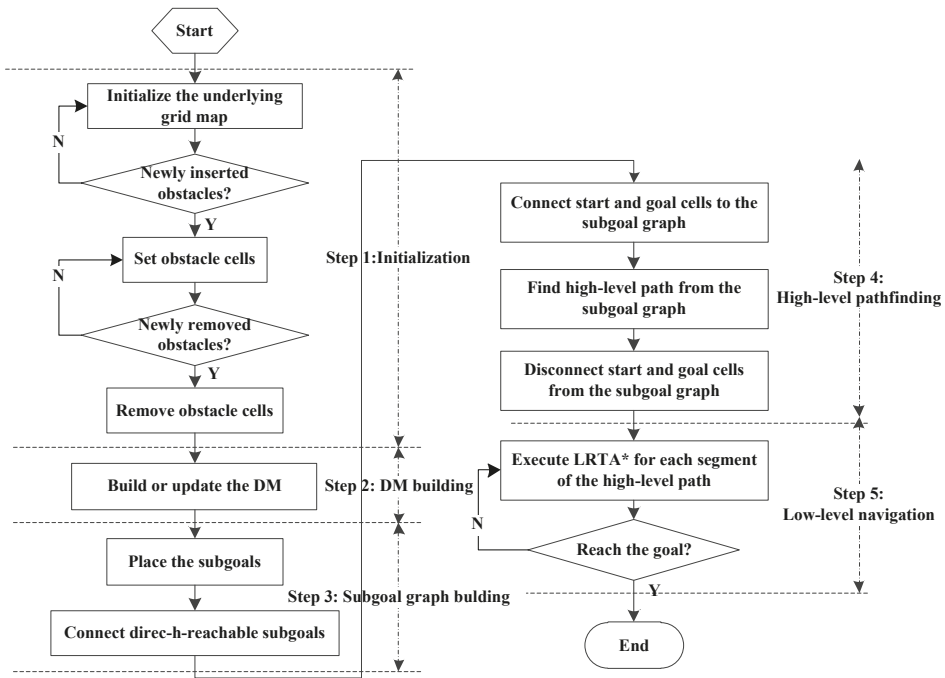 Start
Initialize the underlying
grid map
N
Newly inserted
obstacles?
Y
Set obstacle cells
N
Newly removed
obstacles?
Y
Remove obstacle cells
Step 1:Initialization
Build or update the DM
Step 2: DM building
Place the subgoals
Step 3: Subgoal graph bulding
Connect direc-h-reachable subgoals
Connect start and goal cells to the
subgoal graph
Find high-level path from the
subgoal graph
Disconnect start and goal cells
from the subgoal graph
Step 4:
High-level pathfinding
Execute LRTA* for each segment
of the high-level path
N
Reach the goal?
Y
Step 5:
Low-level navigation
End